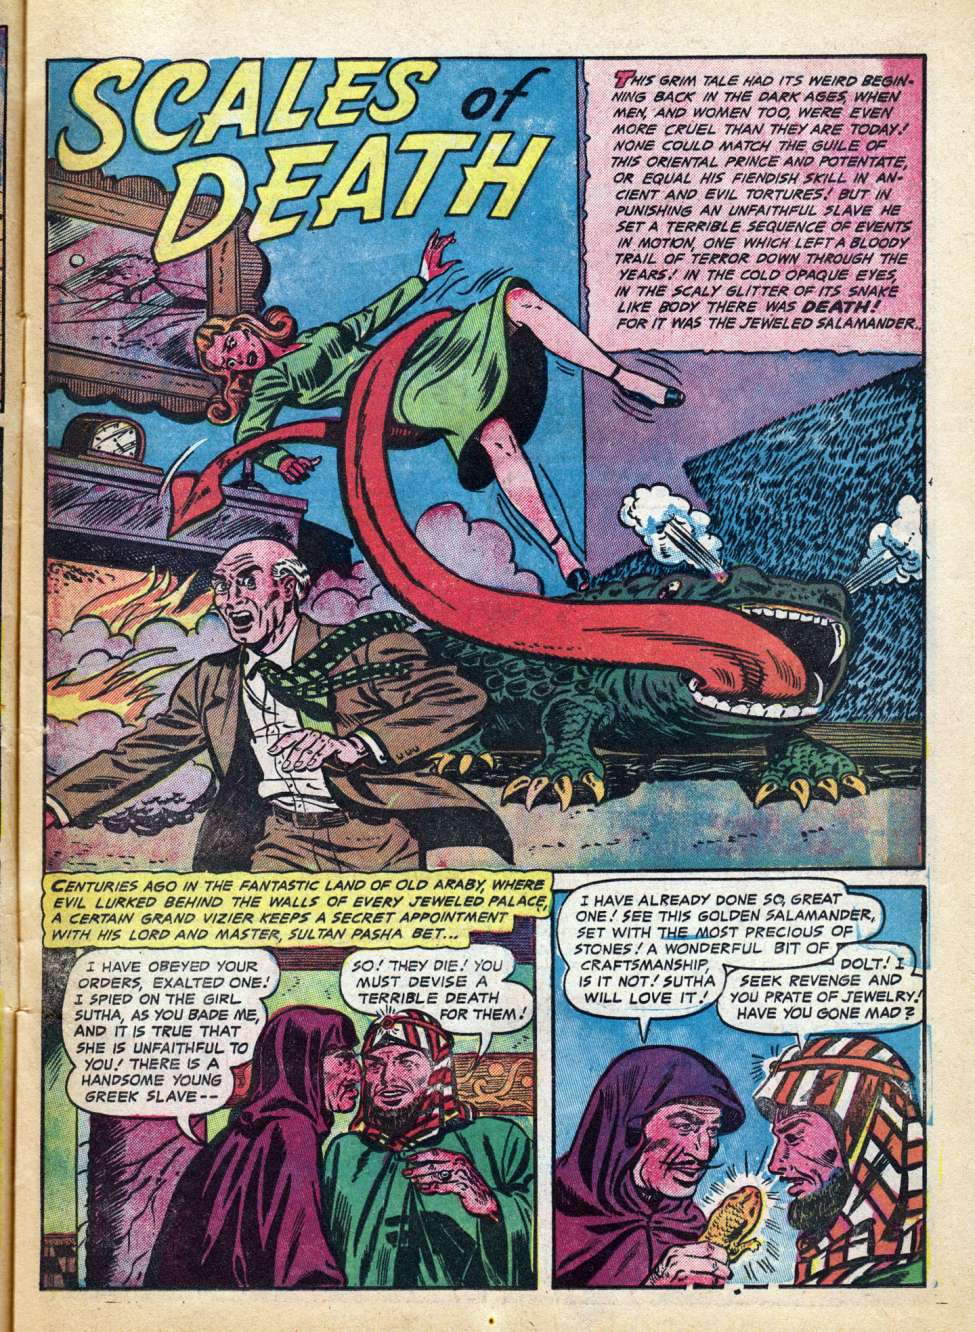 SCALES of
DEATH
THIS GRIM TALE HAD ITS WEIRD BEGIN-
NING BACK IN THE DARK AGES, WHEN
MEN, AND WOMEN TOO, WERE EVEN
MORE CRUEL THAN THEY ARE TODAY!
NONE COULD MATCH THE GUILE OF
THIS ORIENTAL PRINCE AND POTENTATE,
OR EQUAL HIS FIENDISH SKILL IN AN-
CIENT AND EVIL TORTURES! BUT IN
PUNISHING AN UNFAITHFUL SLAVE HE
SET A TERRIBLE SEQUENCE OF EVENTS
IN MOTION, ONE WHICH LEFT A BLOODY
TRAIL OF TERROR DOWN THROUGH THE
YEARS! IN THE COLD OPAQUE EYES,
IN THE SCALY GLITTER OF ITS SNAKE
LIKE BODY THERE WAS DEATH!
FOR IT WAS THE JEWELED SALAMANDER..
CENTURIES AGO IN THE FANTASTIC LAND OF OLD ARABY, WHERE
EVIL LURKED BEHIND THE WALLS OF EVERY JEWELED PALACE,
A CERTAIN GRAND VIZIER KEEPS A SECRET APPOINTMENT
WITH HIS LORD AND MASTER, SULTAN PASHA BET...
I HAVE OBEYED YOUR
ORDERS, EXALTED ONE!
I SPIED ON THE GIRL
SUTHA, AS YOU BADE ME,
AND IT IS TRUE THAT
SHE IS UNFAITHFUL TO
YOU! THERE IS A
HANDSOME YOUNG
GREEK SLAVE--
SO! THEY DIE! YOU
MUST DEVISE A
TERRIBLE DEATH
FOR THEM!
I HAVE ALREADY DONE SO, GREAT
ONE! SEE THIS GOLDEN SALAMANDER,
SET WITH THE MOST PRECIOUS OF
STONES! A WONDERFUL BIT OF
CRAFTSMANSHIP,
IS IT NOT! SUTHA
WILL LOVE IT!
DOLT! I
SEEK REVENGE AND
YOU PRATE OF JEWELRY!
HAVE YOU GONE MAD?